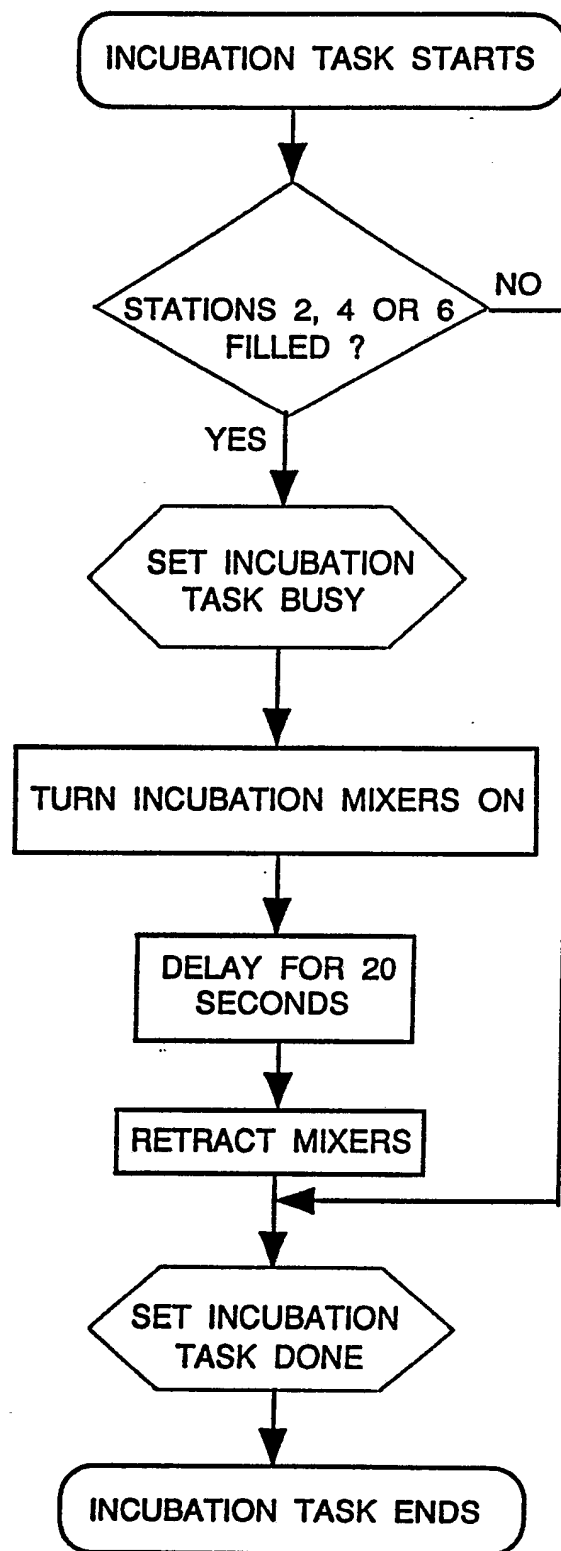 INCUBATION TASK STARTS
STATIONS 2, 4 OR 6
FILLED ?
NO
YES
SET INCUBATION
TASK BUSY
TURN INCUBATION MIXERS ON
DELAY FOR 20
SECONDS
RETRACT MIXERS
SET INCUBATION
TASK DONE
INCUBATION TASK ENDS